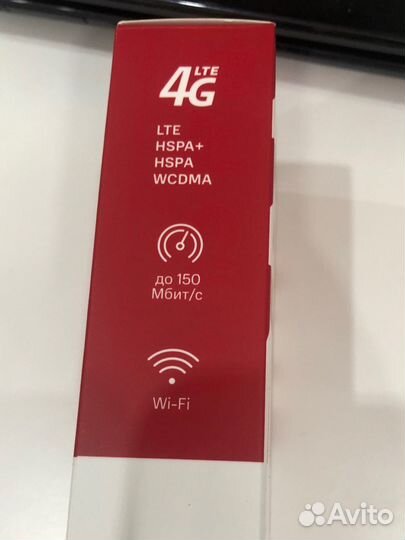 4G LTE
LTE
HSPA+
HSPA
WCDMA
до 150
Мбит/с
Wi-Fi
Avito